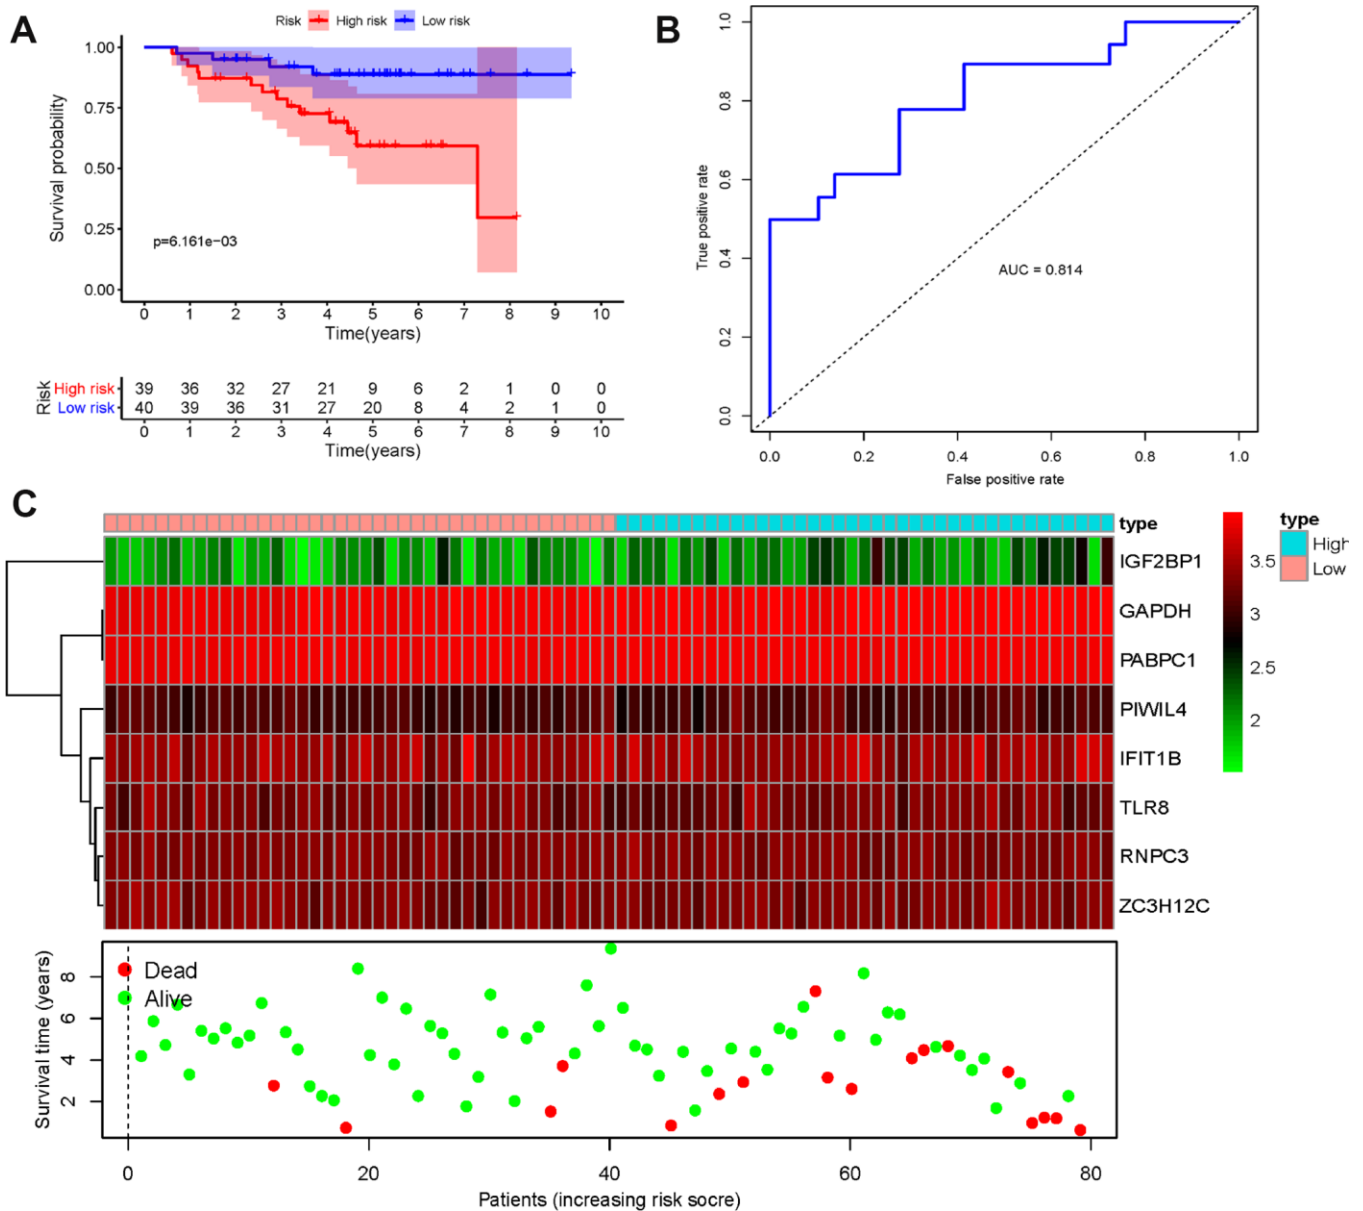 A
Risk High risk Low risk
1.00
0.75
0.50
0.25
0.00
Survival probability
p=6.161e−03
0 1 2 3 4 5 6 7 8 9 10
Time(years)
Risk
High risk 39 36 32 27 21 9 6 2 1 0 0
Low risk 40 39 36 31 27 20 8 4 2 1 0
0 1 2 3 4 5 6 7 8 9 10
Time(years)
B
1.0
0.8
0.6
0.4
0.2
0.0
True positive rate
AUC = 0.814
0.0 0.2 0.4 0.6 0.8 1.0
False positive rate
C
type
IGF2BP1
GAPDH
PABPC1
PIWIL4
IFIT1B
TLR8
RNPC3
ZC3H12C
3.5
3
2.5
2
type
High
Low
Dead
Alive
8
6
4
2
Survival time (years)
0 20 40 60 80
Patients (increasing risk socre)